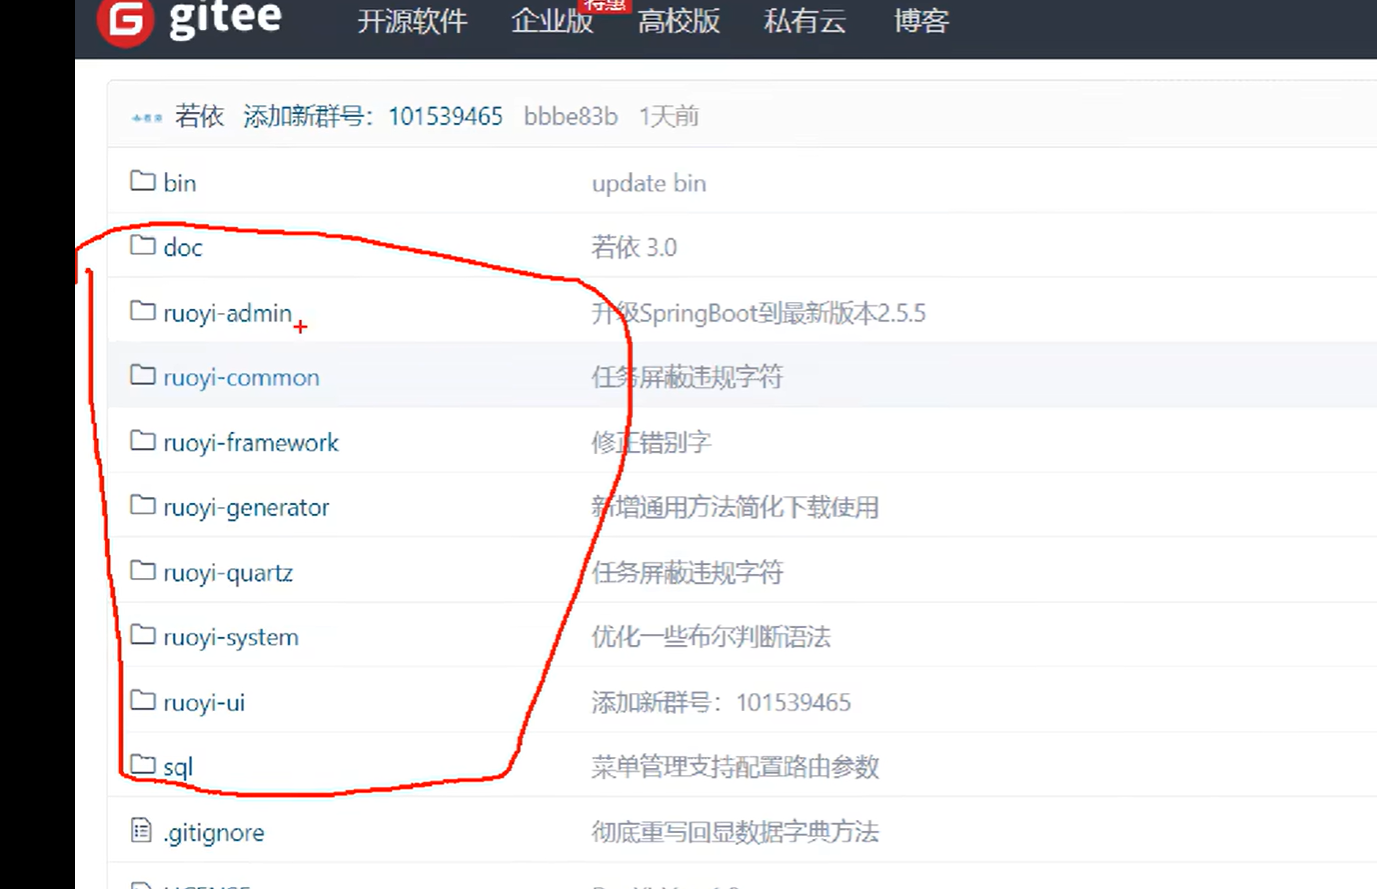 gitee 开源软件 企业版 特惠 高校版 私有云 博客
若依 添加新群号：101539465 bbbe83b 1天前
bin update bin
doc 若依 3.0
ruoyi-admin 升级SpringBoot到最新版本2.5.5
ruoyi-common 任务屏蔽违规字符
ruoyi-framework 修正错别字
ruoyi-generator 新增通用方法简化下载使用
ruoyi-quartz 任务屏蔽违规字符
ruoyi-system 优化一些布尔判断语法
ruoyi-ui 添加新群号：101539465
sql 菜单管理支持配置路由参数
.gitignore 彻底重写回显数据字典方法